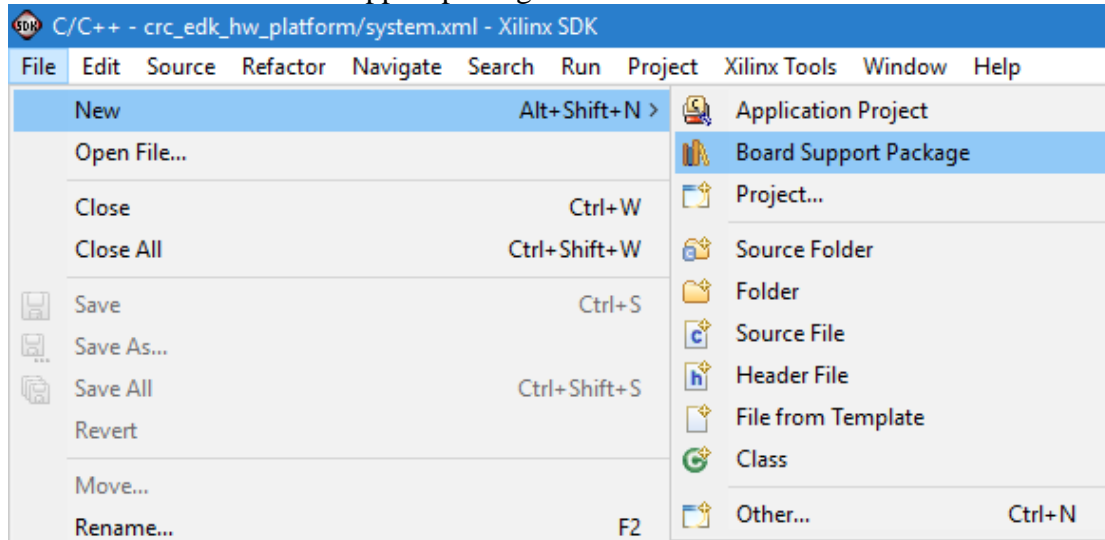 C/C++ - crc_edk_hw_platform/system.xml - Xilinx SDK
File Edit Source Refactor Navigate Search Run Project Xilinx Tools Window Help
New Alt+Shift+N >
Open File...
Close Ctrl+W
Close All Ctrl+Shift+W
Save Ctrl+S
Save As...
Save All Ctrl+Shift+S
Revert
Move...
Rename... F2
Application Project
Board Support Package
Project...
Source Folder
Folder
Source File
Header File
File from Template
Class
Other... Ctrl+N